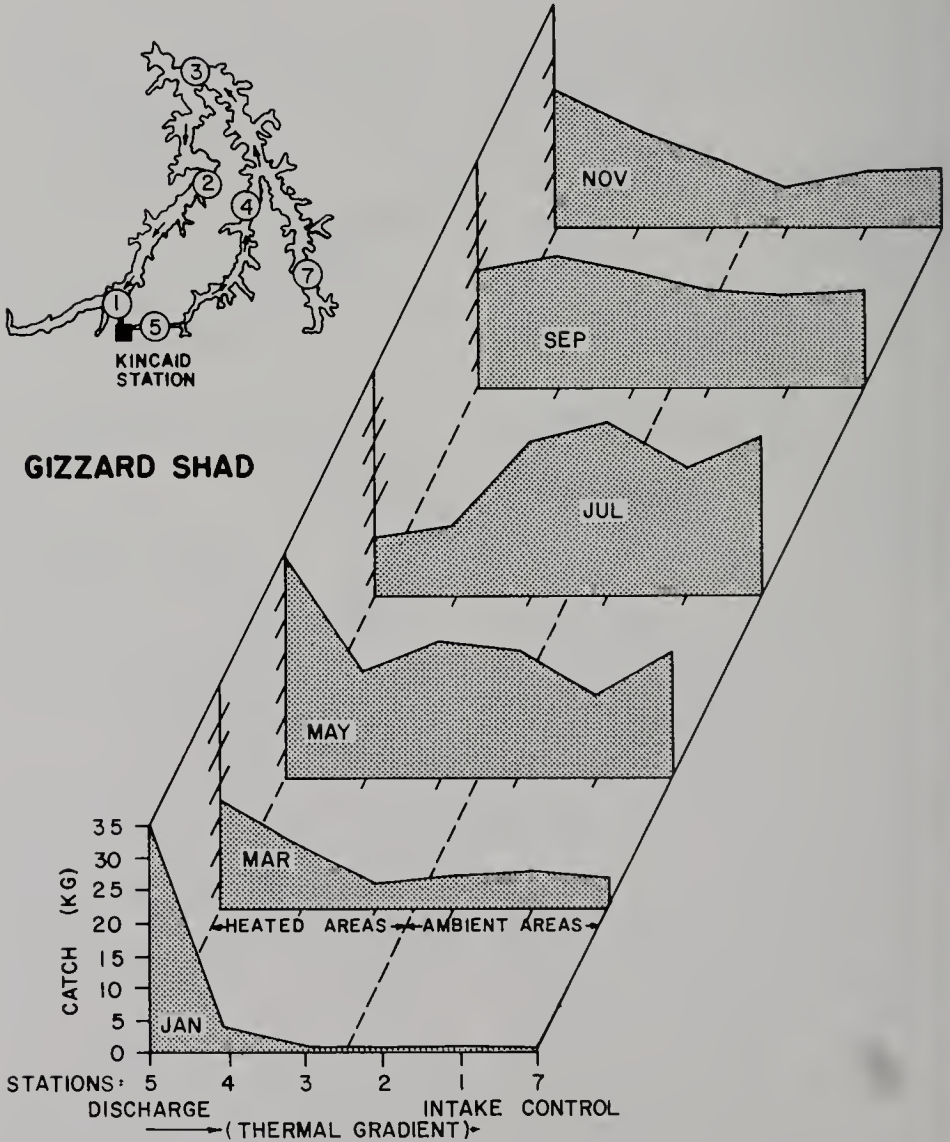 3
2
4
7
1
5
KINCAID
STATION
GIZZARD SHAD
NOV
SEP
JUL
MAY
MAR
HEATED AREAS
AMBIENT AREAS
JAN
CATCH (KG)
35
30
25
20
15
10
5
0
STATIONS: 5 4 3 2 1 7
DISCHARGE INTAKE CONTROL
(THERMAL GRADIENT)